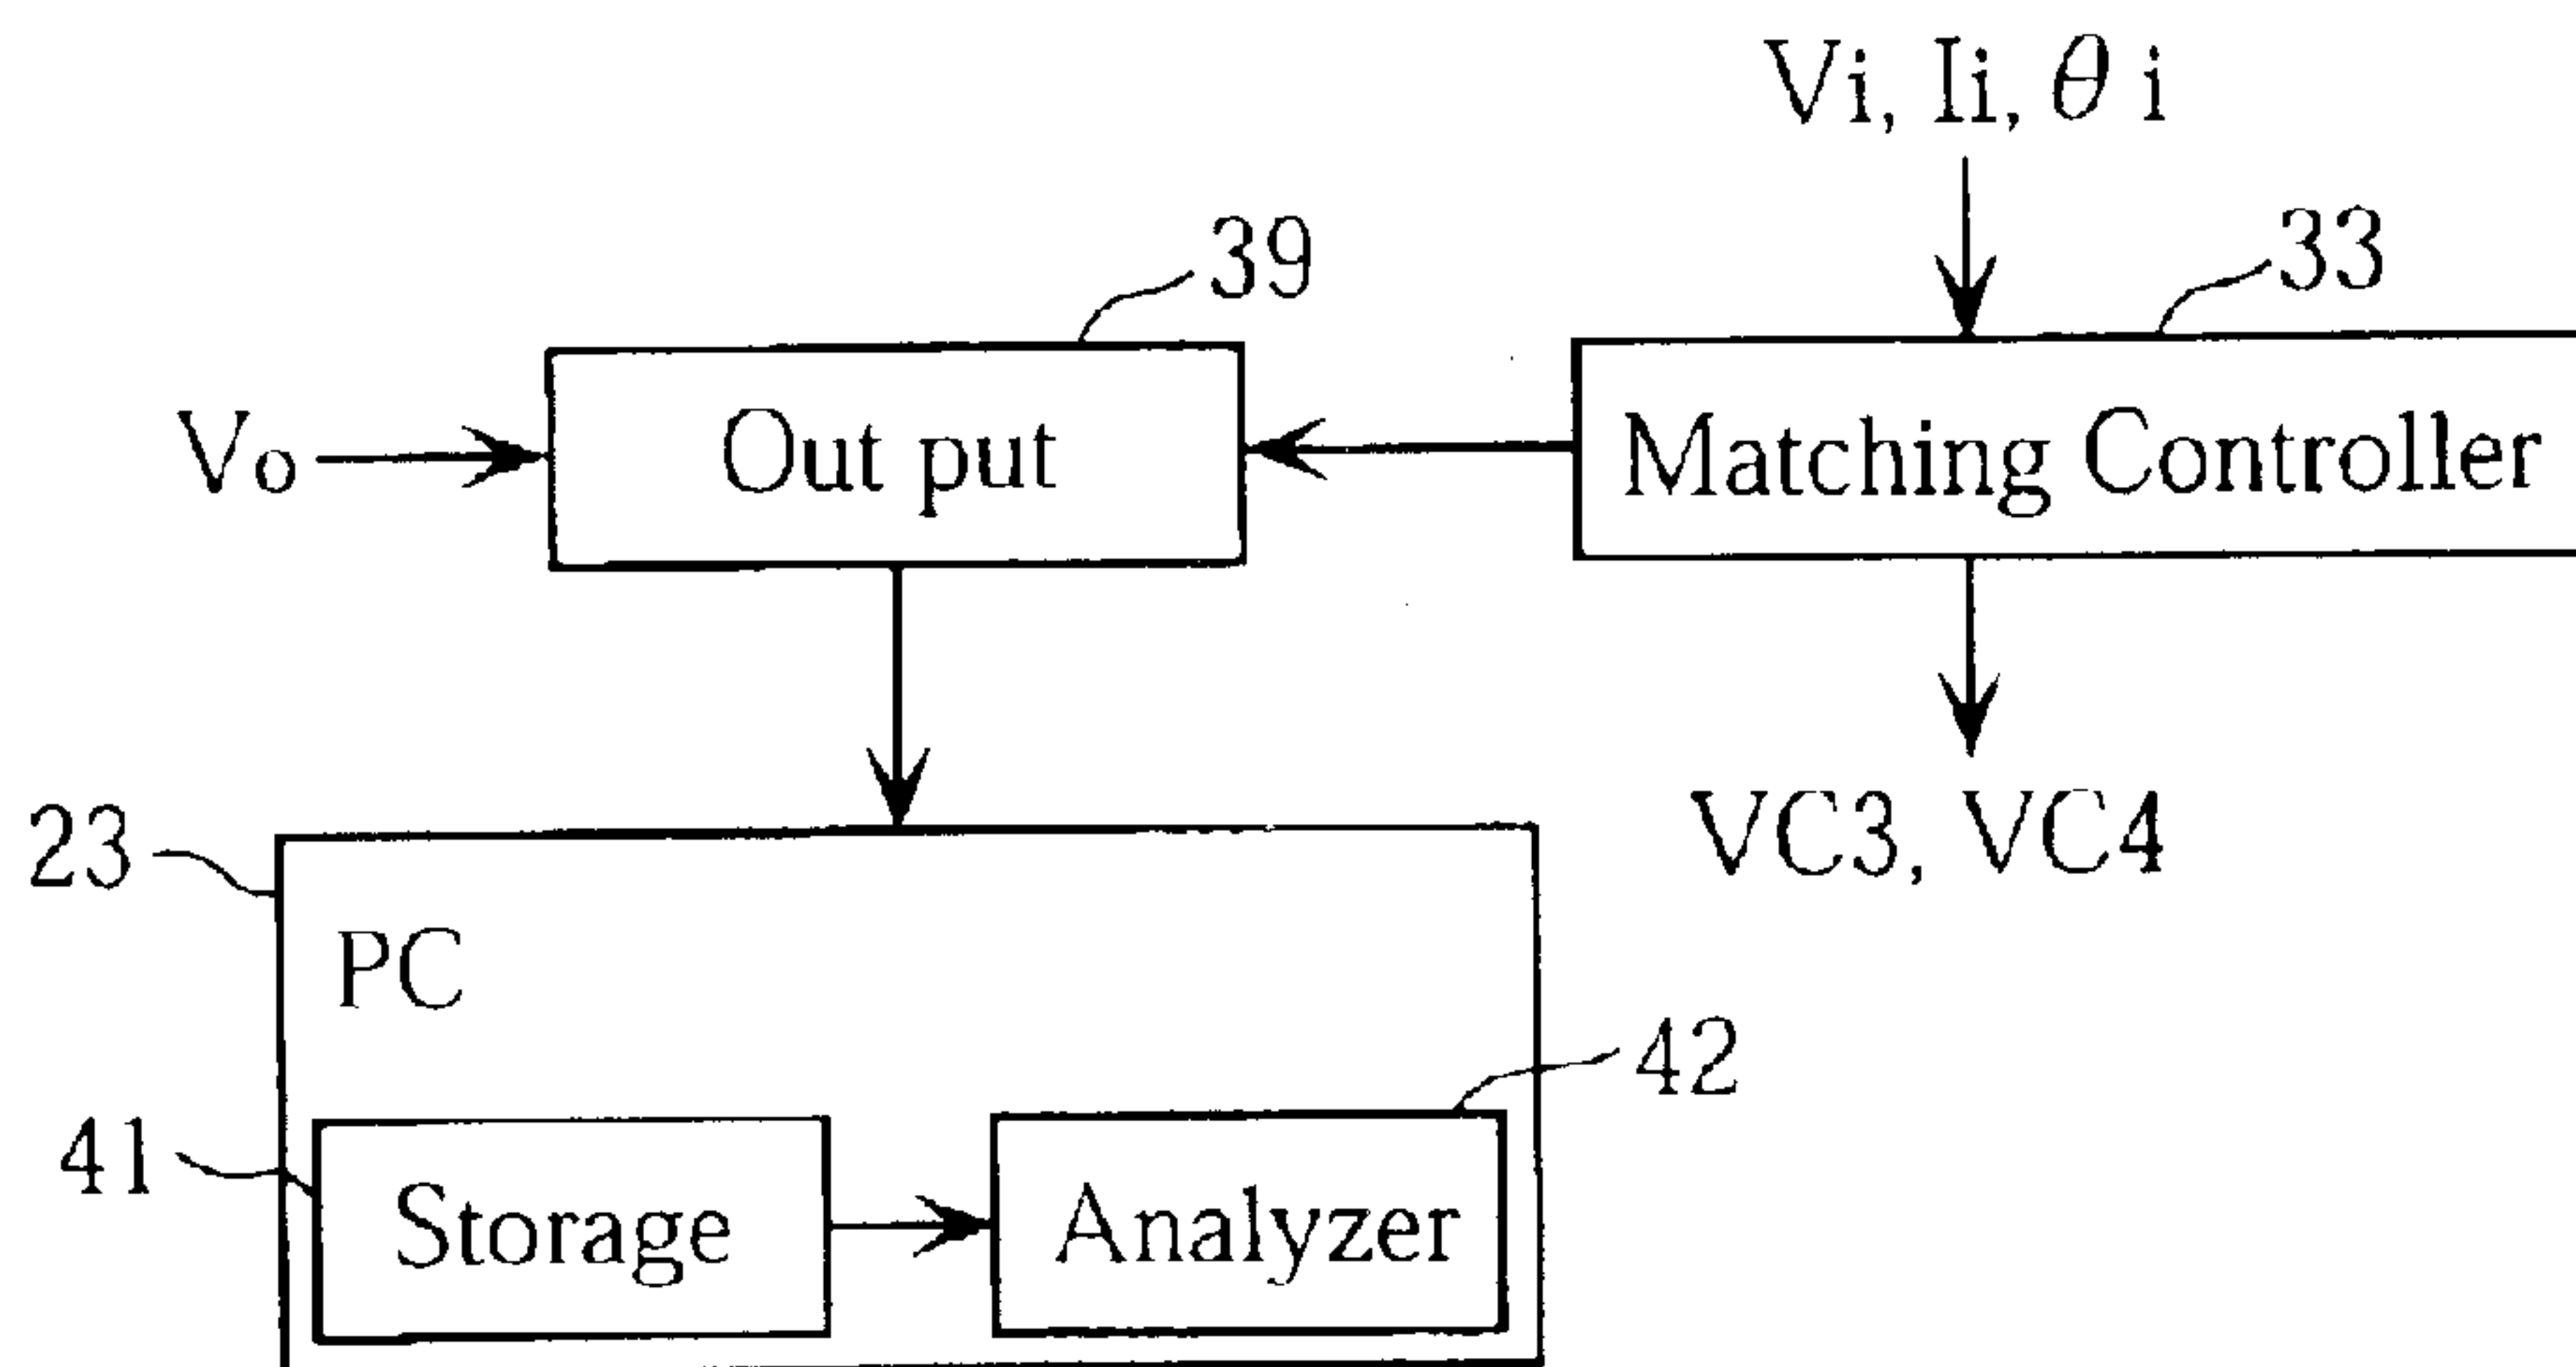 Vi, Ii, θ i
39
33
Vo
Out put
Matching Controller
23
VC3, VC4
PC
42
41
Storage
Analyzer